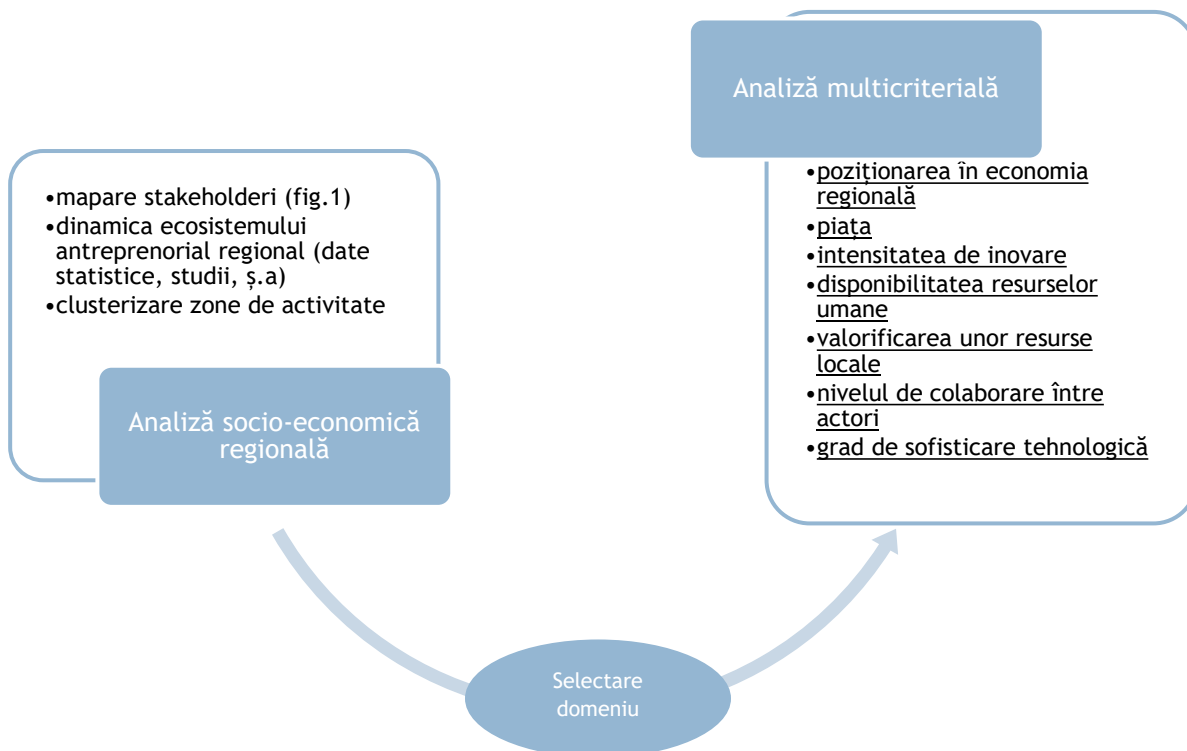 •mapare stakeholderi (fig.1)
•dinamica ecosistemului
antreprenorial regional (date
statistice, studii, ș.a)
•clusterizare zone de activitate
Analiză socio-economică
regională
Analiză multicriterială
•poziționarea în economia
regională
•piața
•intensitatea de inovare
•disponibilitatea resurselor
umane
•valorificarea unor resurse
locale
•nivelul de colaborare între
actori
•grad de sofisticare tehnologică
Selectare
domeniu